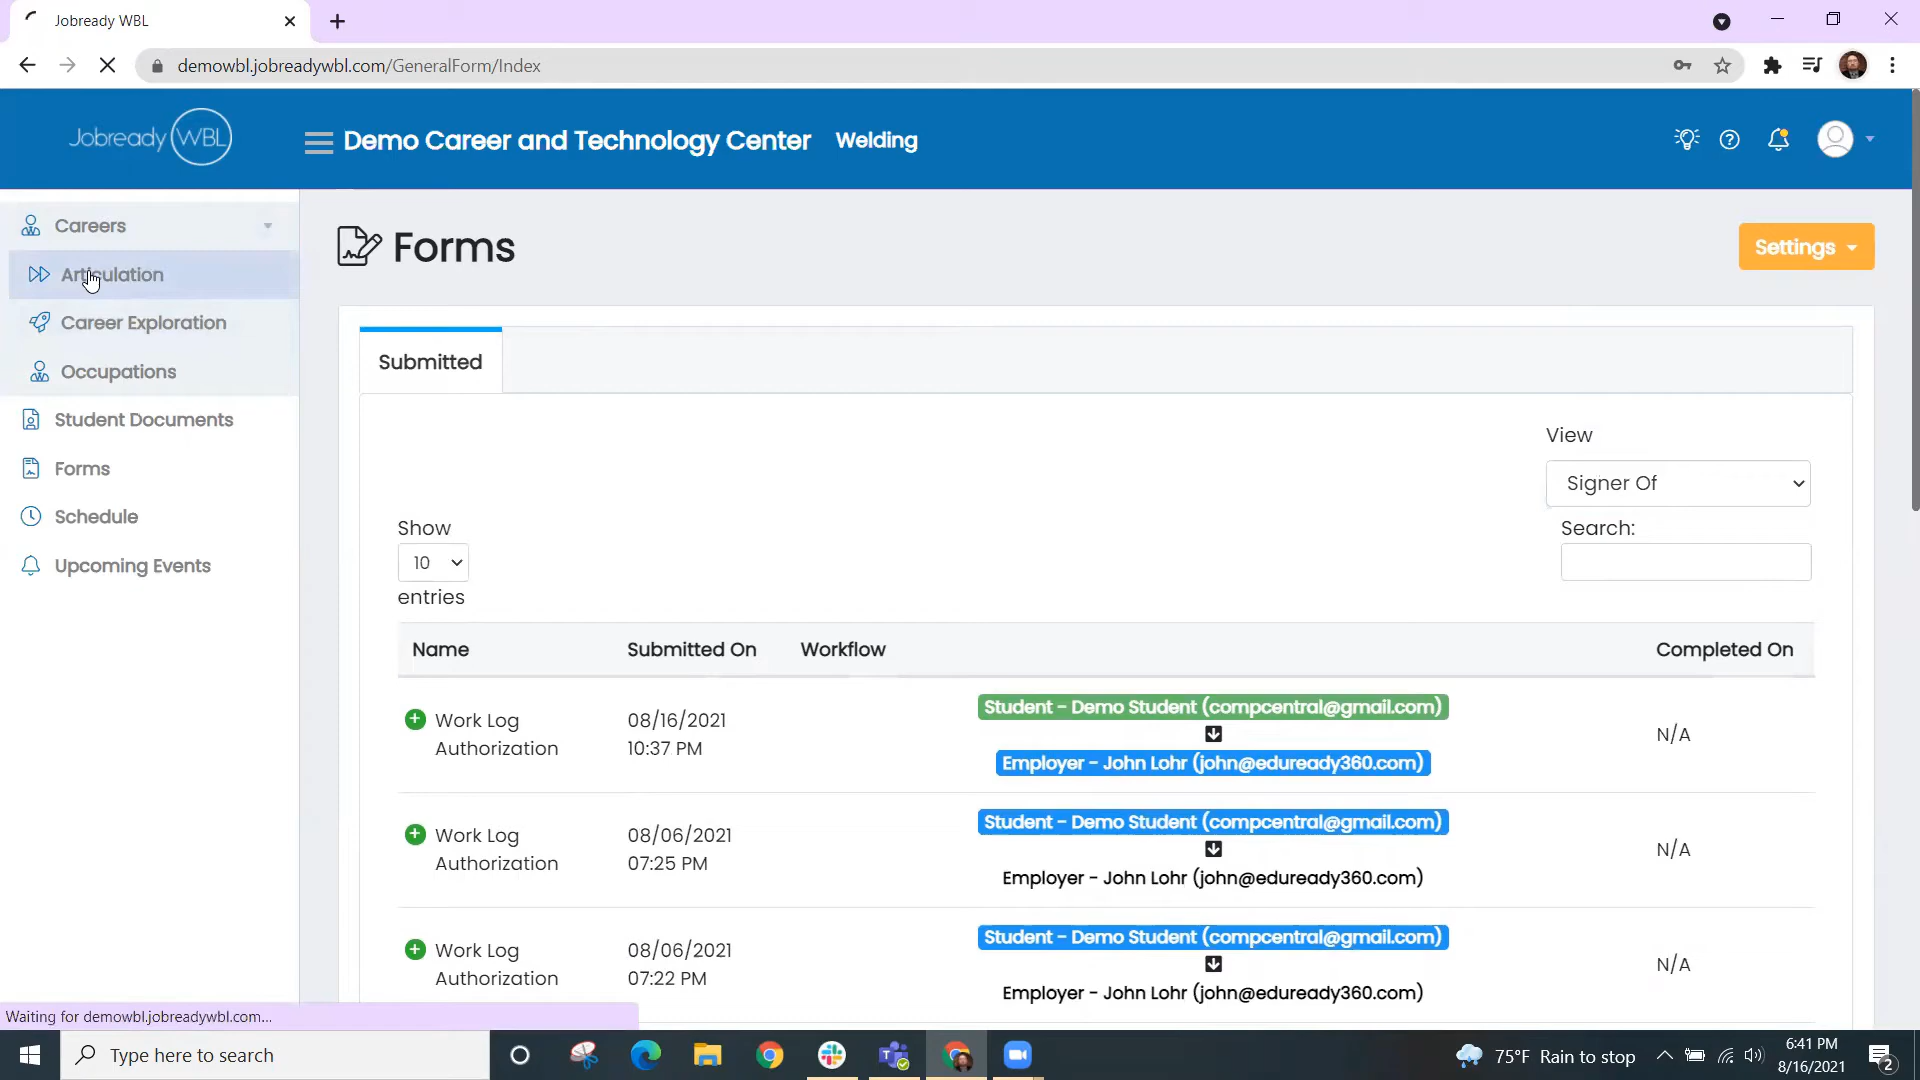 Jobready WBL
demowbl.jobreadywbl.com/GeneralForm/Index
Jobready WBL
Demo Career and Technology Center Welding
Careers
Articulation
Career Exploration
Occupations
Student Documents
Forms
Schedule
Upcoming Events
Forms
Settings
Submitted
View
Signer Of
Show
10
entries
Search:
Name Submitted On Workflow Completed On
Work Log
Authorization
08/16/2021
10:37 PM
Student - Demo Student (compcentral@gmail.com)
Employer - John Lohr (john@eduready360.com)
N/A
Work Log
Authorization
08/06/2021
07:25 PM
Student - Demo Student (compcentral@gmail.com)
Employer - John Lohr (john@eduready360.com)
N/A
Work Log
Authorization
08/06/2021
07:22 PM
Student - Demo Student (compcentral@gmail.com)
Employer - John Lohr (john@eduready360.com)
N/A
Waiting for demowbl.jobreadywbl.com...
Type here to search
75°F Rain to stop
6:41 PM
8/16/2021
2